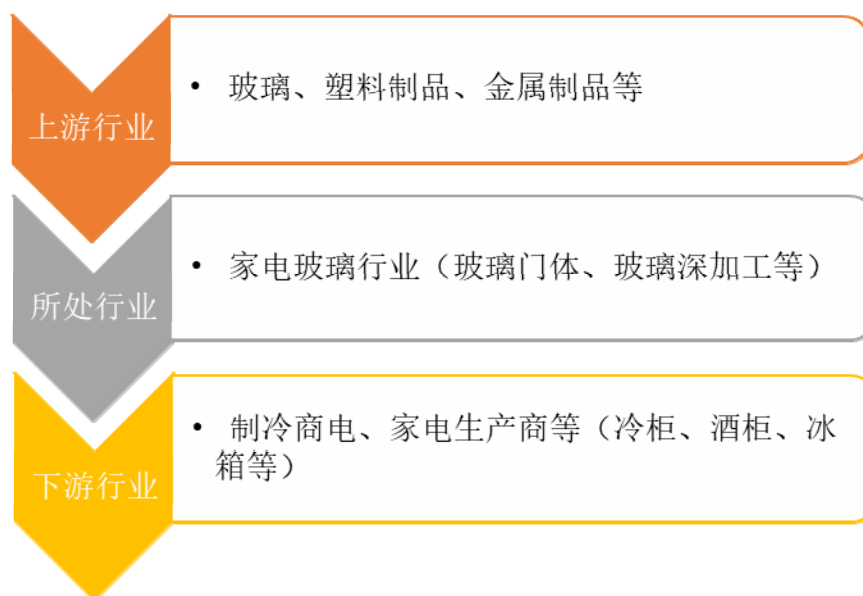 上游行业
• 玻璃、塑料制品、金属制品等
所处行业
• 家电玻璃行业（玻璃门体、玻璃深加工等）
下游行业
• 制冷商电、家电生产商等（冷柜、酒柜、冰
箱等）